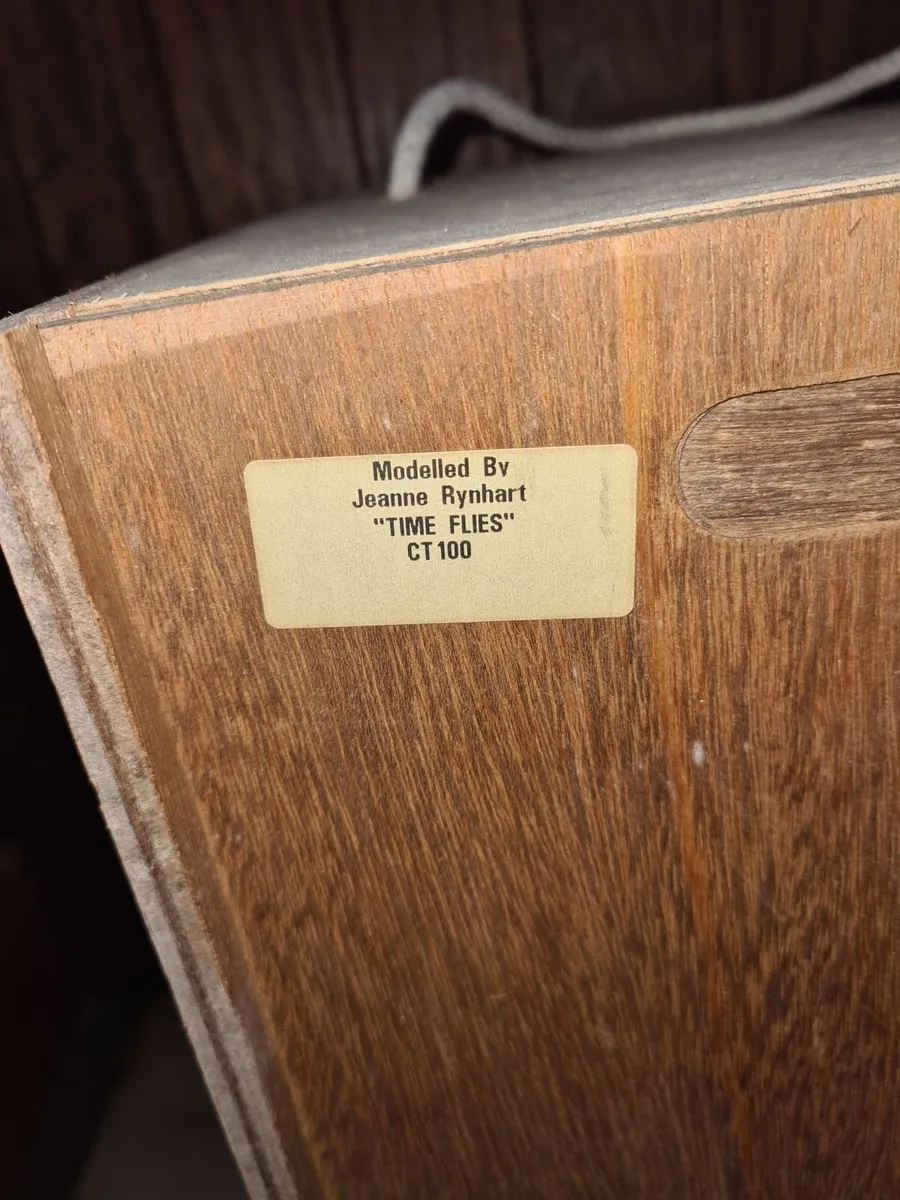 Modelled By
Jeanne Rynhart
"TIME FLIES"
CT100